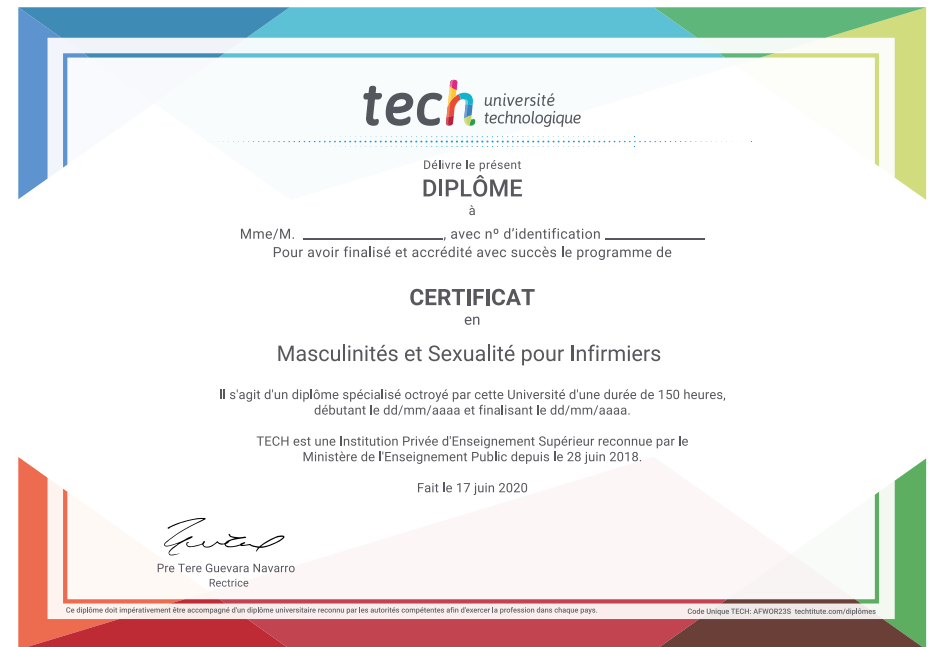 tech université
technologique
Délivre le présent
DIPLÔME
à
Mme/M. ____________________, avec nº d'identification ______________
Pour avoir finalisé et accrédité avec succès le programme de
CERTIFICAT
en
Masculinités et Sexualité pour Infirmiers
Il s'agit d'un diplôme spécialisé octroyé par cette Université d'une durée de 150 heures,
débutant le dd/mm/aaaa et finalisant le dd/mm/aaaa.
TECH est une Institution Privée d'Enseignement Supérieur reconnue par le
Ministère de l'Enseignement Public depuis le 28 juin 2018.
Fait le 17 juin 2020
Pre Tere Guevara Navarro
Rectrice
Ce diplôme doit impérativement être accompagné d'un diplôme universitaire reconnu par les autorités compétentes afin d'exercer la profession dans chaque pays.
Code Unique TECH: AFWOR23S techtitute.com/diplômes